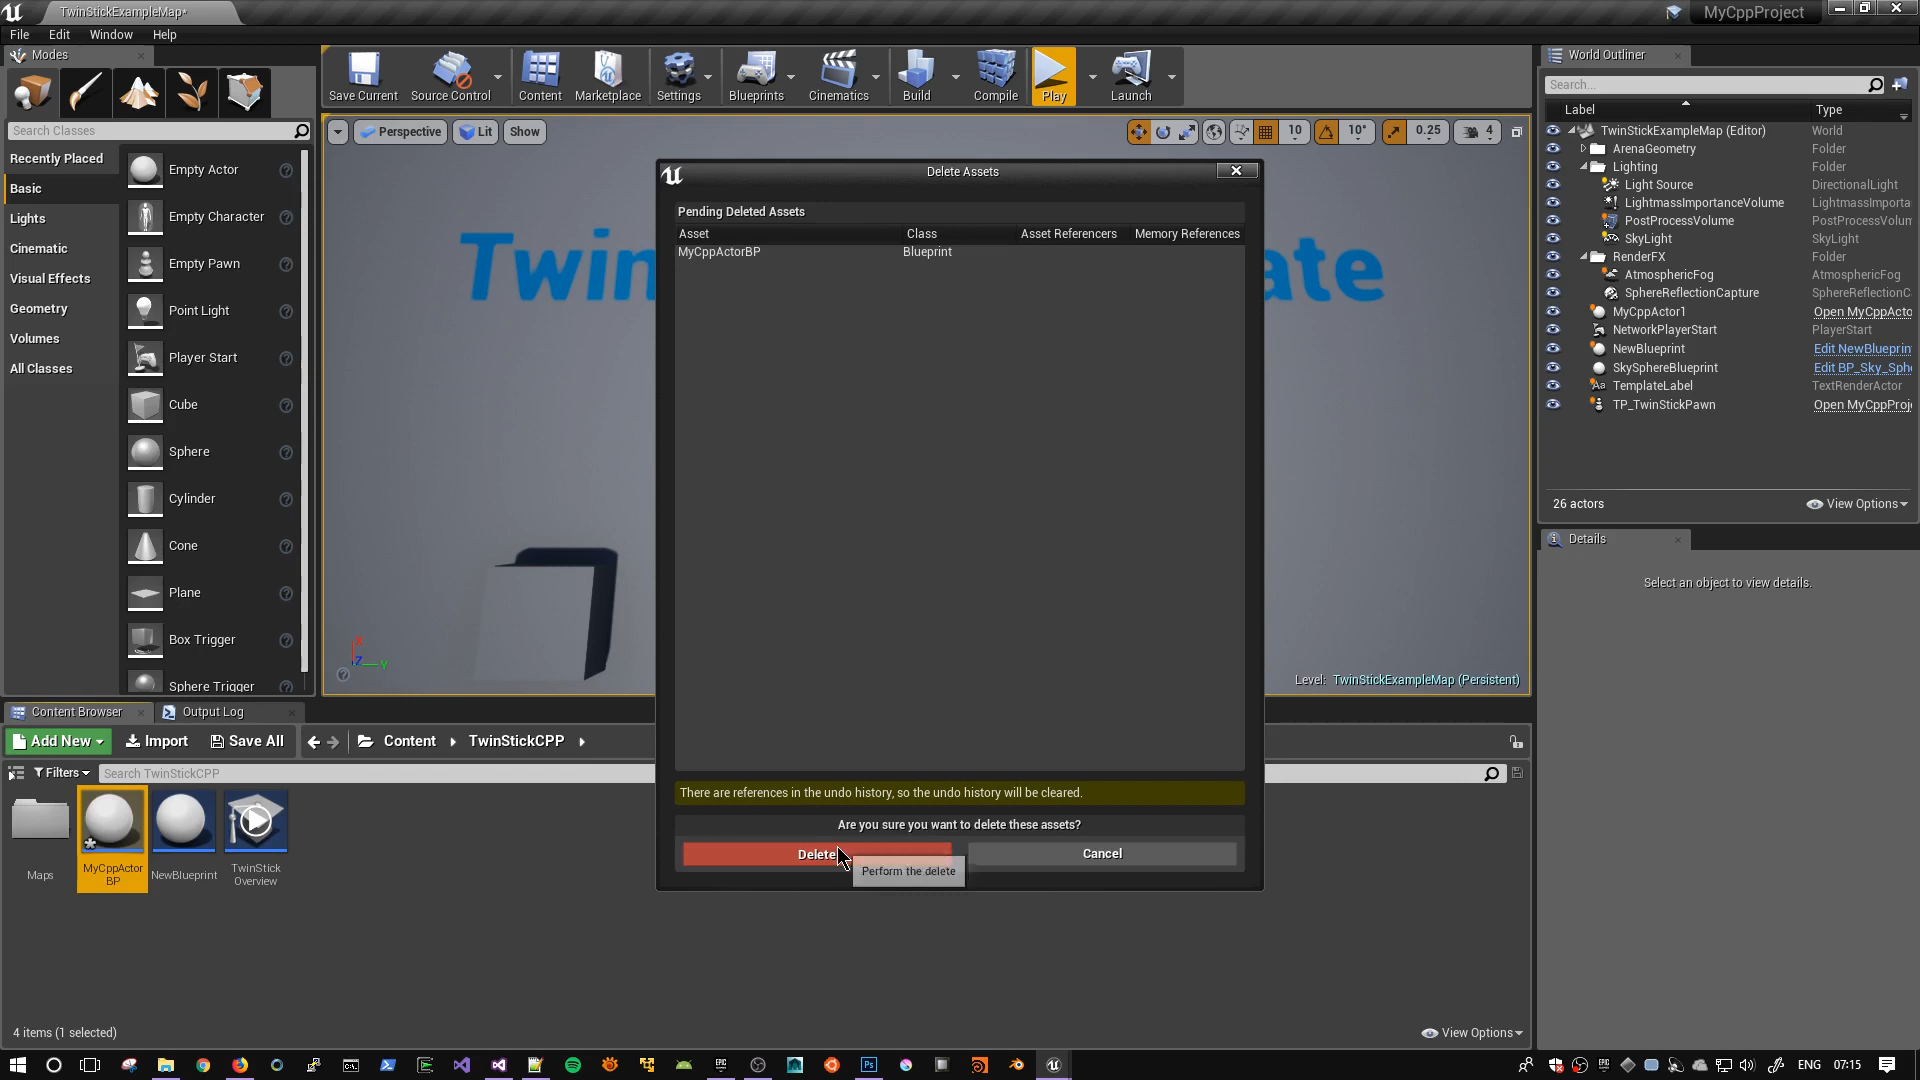 TwinStickExampleMap*
MyCppProject
File Edit Window Help
Modes
Search Classes
Recently Placed
Basic
Lights
Cinematic
Visual Effects
Geometry
Volumes
All Classes
Empty Actor
Empty Character
Empty Pawn
Point Light
Player Start
Cube
Sphere
Cylinder
Cone
Plane
Box Trigger
Sphere Trigger
Save Current
Source Control
Content
Marketplace
Settings
Blueprints
Cinematics
Build
Compile
Play
Launch
Perspective Lit Show
10 10° 0.25 4
Twin
ate
X
Z
Y
Level: TwinStickExampleMap (Persistent)
Delete Assets
Pending Deleted Assets
Asset Class Asset Referencers Memory References
MyCppActorBP Blueprint
There are references in the undo history, so the undo history will be cleared.
Are you sure you want to delete these assets?
Delete
Cancel
Perform the delete
World Outliner
Search...
Label Type
TwinStickExampleMap (Editor) World
ArenaGeometry Folder
Lighting Folder
Light Source DirectionalLight
LightmassImportanceVolume LightmassImporta
PostProcessVolume PostProcessVolum
SkyLight SkyLight
RenderFX Folder
AtmosphericFog AtmosphericFog
SphereReflectionCapture SphereReflectionC
MyCppActor1 Open MyCppActo
NetworkPlayerStart PlayerStart
NewBlueprint Edit NewBlueprin
SkySphereBlueprint Edit BP_Sky_Sph
TemplateLabel TextRenderActor
TP_TwinStickPawn Open MyCppProj
26 actors
View Options
Details
Select an object to view details.
Content Browser
Output Log
Add New Import Save All
Content TwinStickCPP
Filters
Search TwinStickCPP
Maps
MyCppActor
BP
NewBlueprint
TwinStick
Overview
4 items (1 selected)
View Options
ENG 07:15